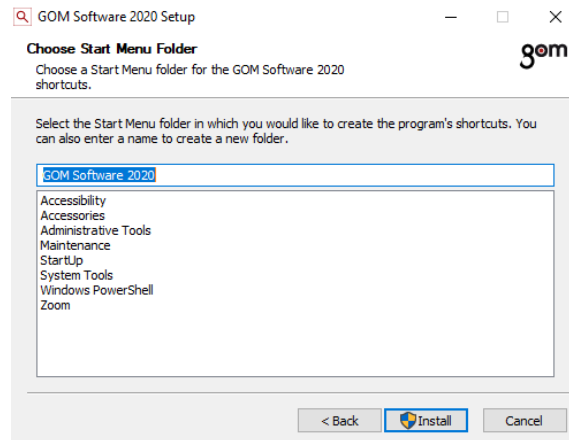 GOM Software 2020 Setup
Choose Start Menu Folder
Choose a Start Menu folder for the GOM Software 2020
shortcuts.
gom
Select the Start Menu folder in which you would like to create the program's shortcuts. You
can also enter a name to create a new folder.
GOM Software 2020
Accessibility
Accessories
Administrative Tools
Maintenance
StartUp
System Tools
Windows PowerShell
Zoom
< Back
Install
Cancel